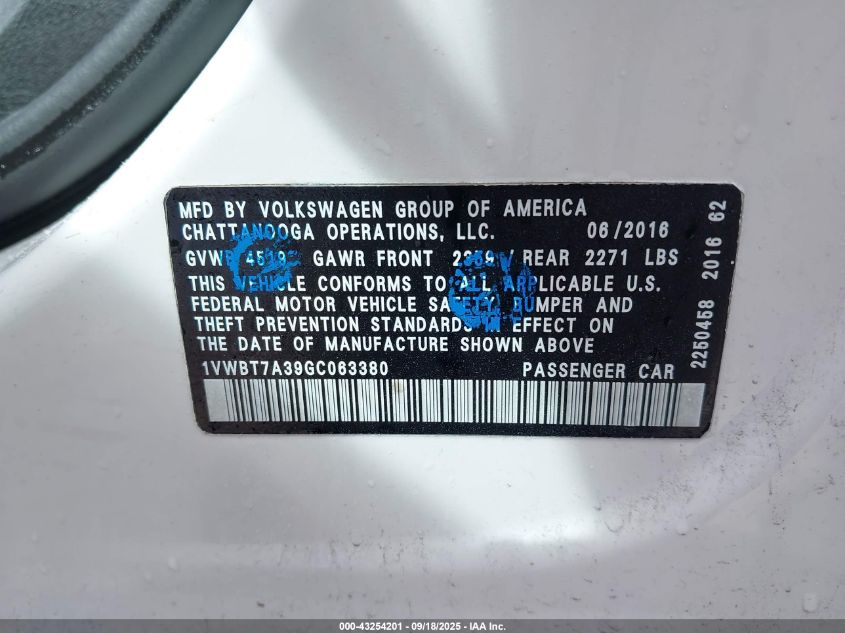 MFD BY VOLKSWAGEN GROUP OF AMERICA
CHATTANOOGA OPERATIONS, LLC. 06/2016
GAWR FRONT / REAR 2271 LBS
THIS VEHICLE CONFORMS TO ALL APPLICABLE U.S.
FEDERAL MOTOR VEHICLE SAFETY, BUMPER AND
THEFT PREVENTION STANDARDS IN EFFECT ON
THE DATE OF MANUFACTURE SHOWN ABOVE
1VWBT7A39GC063380 PASSENGER CAR
2250458 2016 62
000-43254201 - 09/18/2025 - IAA Inc.